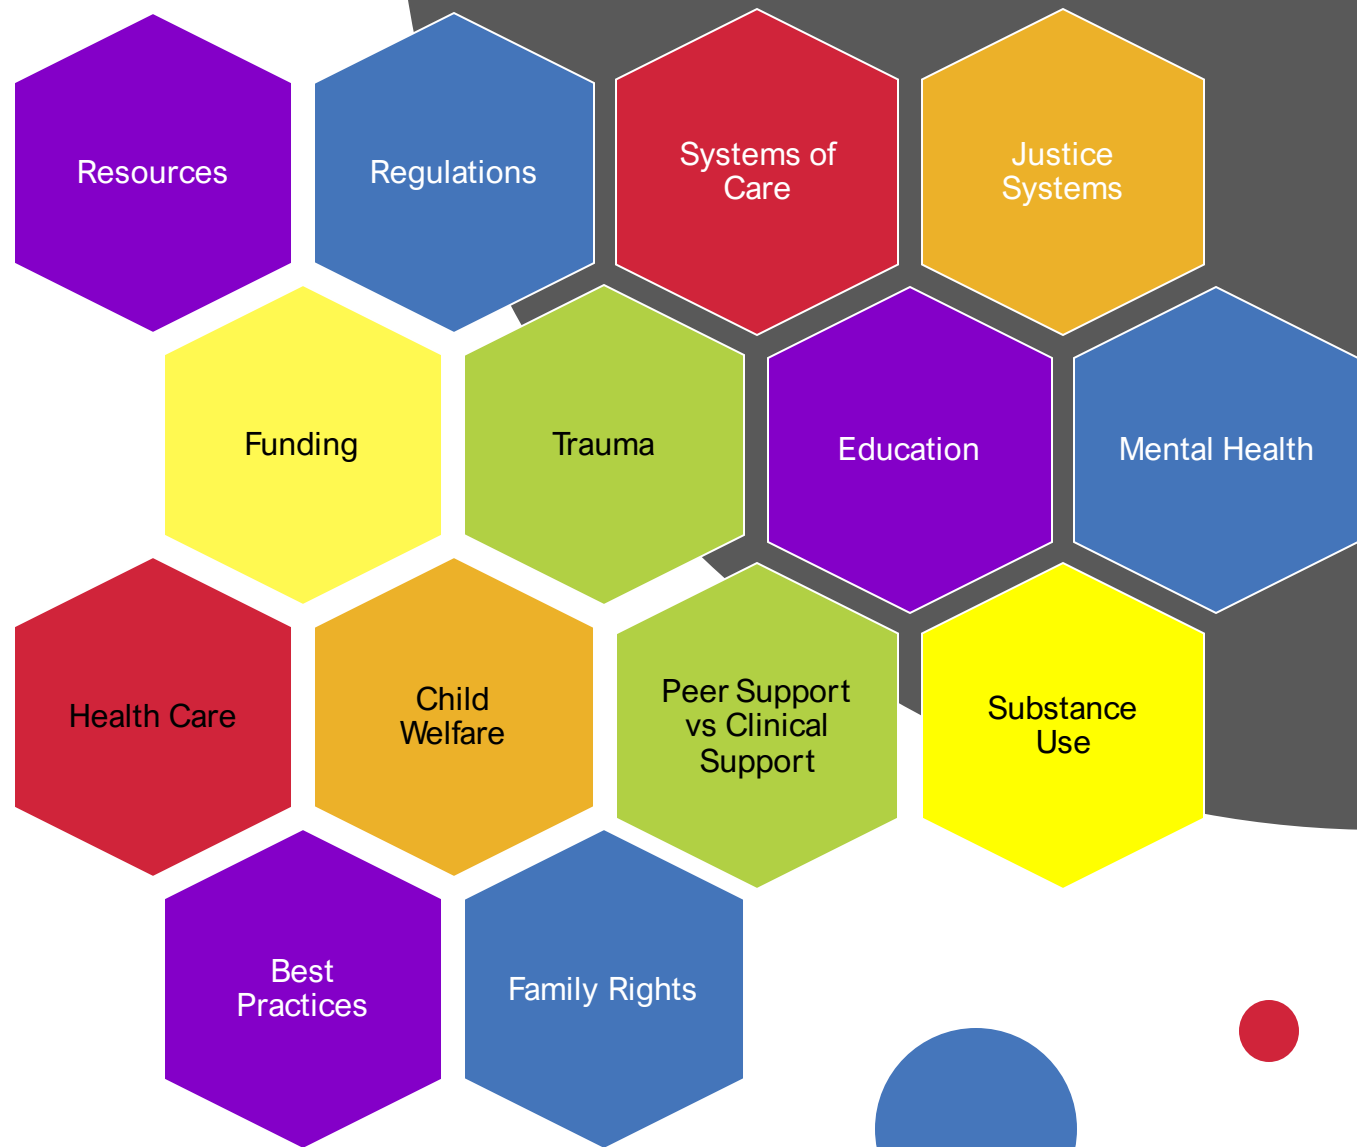 Resources
Regulations
Systems of
Care
Justice
Systems
Funding
Trauma
Education
Mental Health
Health Care
Child
Welfare
Peer Support
vs Clinical
Support
Substance
Use
Best
Practices
Family Rights